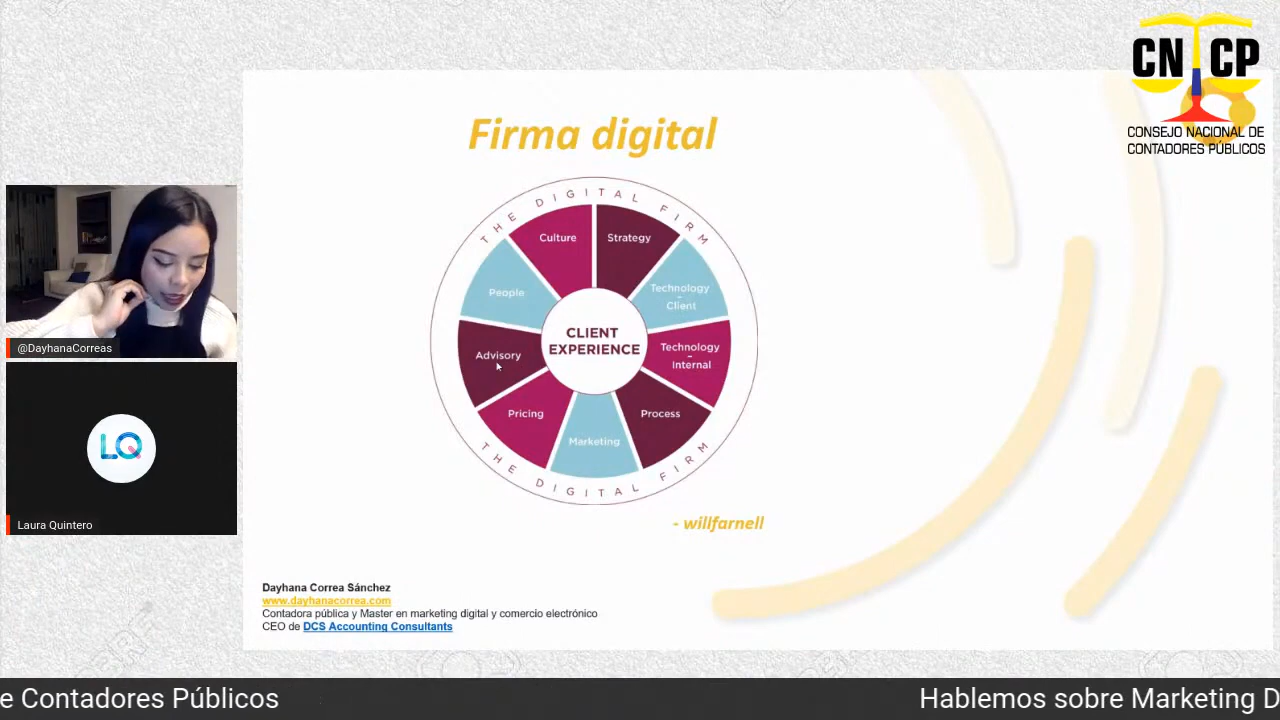 CN CP
CONSEJO NACIONAL DE
CONTADORES PÚBLICOS
Firma digital
THE DIGITAL FIRM
Culture
Strategy
People
Technology
–
Client
Advisory
CLIENT
EXPERIENCE
Technology
–
Internal
Pricing
Process
Marketing
THE DIGITAL FIRM
- willfarnell
@DayhanaCorreas
LQ
Laura Quintero
Dayhana Correa Sánchez
www.dayhanacorrea.com
Contadora pública y Master en marketing digital y comercio electrónico
CEO de DCS Accounting Consultants
e Contadores Públicos
Hablemos sobre Marketing D